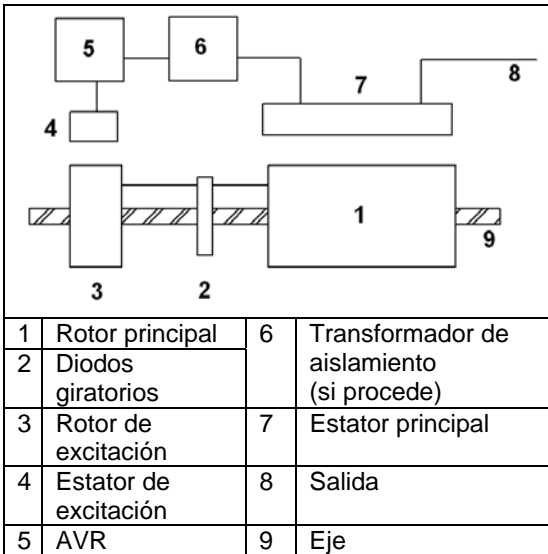 5
6
7
8
4
1
9
3
2
1 Rotor principal 6 Transformador de
aislamiento
(si procede)
2 Diodos
giratorios
3 Rotor de
excitación
7 Estator principal
4 Estator de
excitación
8 Salida
5 AVR 9 Eje